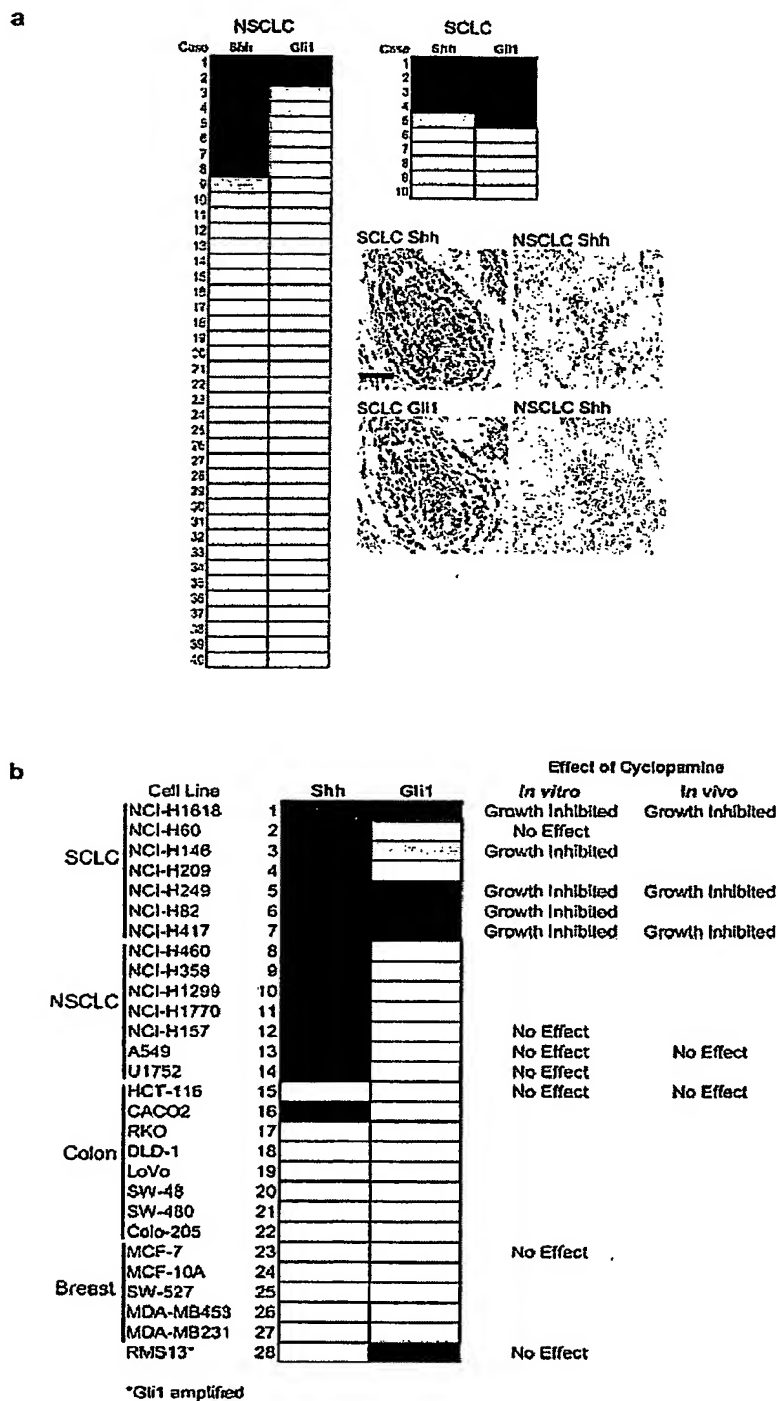 a
NSCLC
Case Shh Gli1
1
2
3
4
5
6
7
8
9
10
11
12
13
14
15
16
17
18
19
20
21
22
23
24
25
26
27
28
29
30
31
32
33
34
35
36
37
38
39
40
SCLC
Case Shh Gli1
1
2
3
4
5
6
7
8
9
10
SCLC Shh NSCLC Shh
SCLC Gli1 NSCLC Shh
b
Effect of Cyclopamine
Cell Line Shh Gli1 In vitro In vivo
SCLC
NCI-H1618 1 Growth Inhibited Growth Inhibited
NCI-H60 2 No Effect
NCI-H146 3 Growth Inhibited
NCI-H209 4
NCI-H249 5 Growth Inhibited Growth Inhibited
NCI-H82 6 Growth Inhibited
NCI-H417 7 Growth Inhibited Growth Inhibited
NSCLC
NCI-H460 8
NCI-H358 9
NCI-H1299 10
NCI-H1770 11
NCI-H157 12 No Effect
A549 13 No Effect No Effect
U1752 14 No Effect
Colon
HCT-116 15 No Effect No Effect
CACO2 16
RKO 17
DLD-1 18
LoVo 19
SW-48 20
SW-480 21
Colo-205 22
Breast
MCF-7 23 No Effect
MCF-10A 24
SW-527 25
MDA-MB453 26
MDA-MB231 27
RMS13* 28 No Effect
*Gli1 amplified